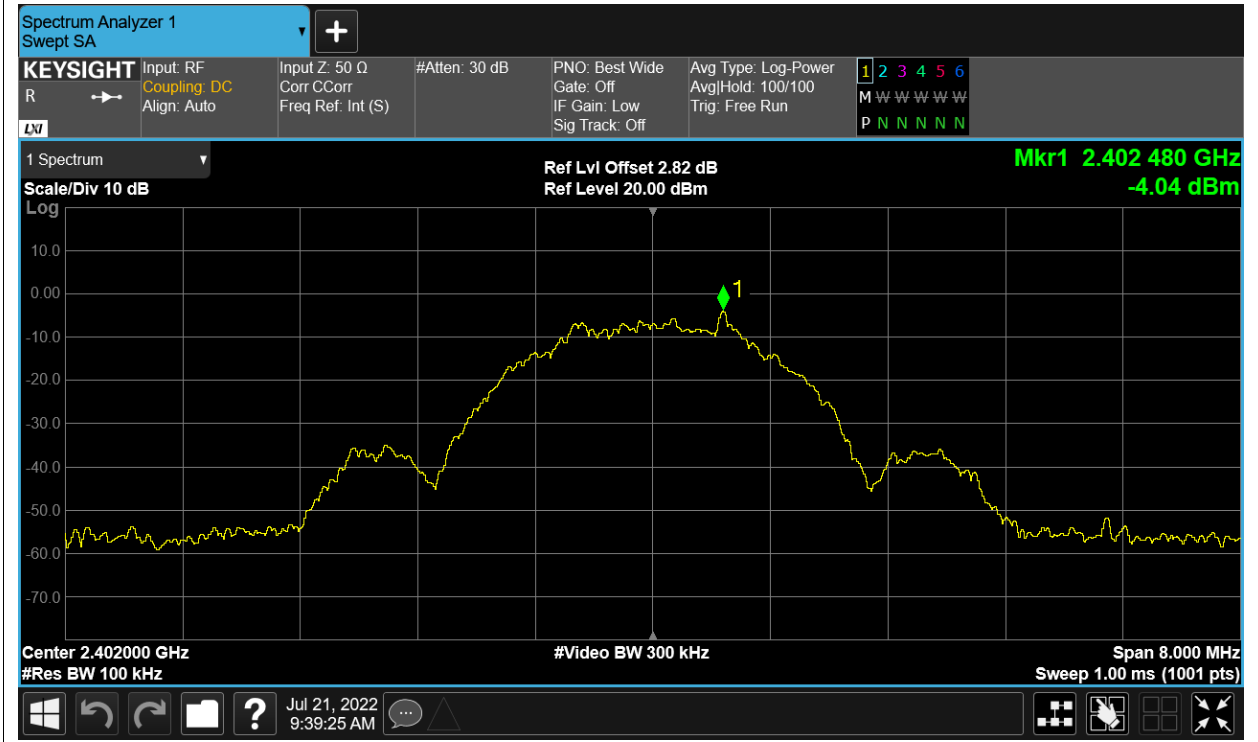 Spectrum Analyzer 1
Swept SA
KEYSIGHT
R
LXI
Input: RF
Coupling: DC
Align: Auto
Input Z: 50 Ω
Corr CCorr
Freq Ref: Int (S)
#Atten: 30 dB
PNO: Best Wide
Gate: Off
IF Gain: Low
Sig Track: Off
Avg Type: Log-Power
Avg|Hold: 100/100
Trig: Free Run
1 2 3 4 5 6
M W W W W W
P N N N N N
1 Spectrum
Scale/Div 10 dB
Log
Ref Lvl Offset 2.82 dB
Ref Level 20.00 dBm
Mkr1 2.402 480 GHz
-4.04 dBm
10.0
0.00
-10.0
-20.0
-30.0
-40.0
-50.0
-60.0
-70.0
1
Center 2.402000 GHz
#Res BW 100 kHz
#Video BW 300 kHz
Span 8.000 MHz
Sweep 1.00 ms (1001 pts)
?
Jul 21, 2022
9:39:25 AM